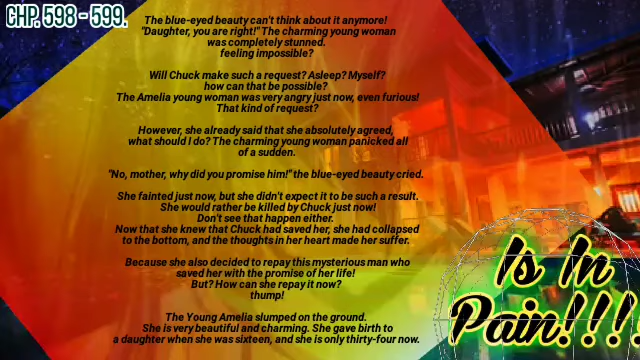 CHP. 598 - 599.
The blue-eyed beauty can't think about it anymore!
"Daughter, you are right!" The charming young woman
was completely stunned.
feeling impossible?
Will Chuck make such a request? Asleep? Myself?
how can that be possible?
The Amelia young woman was very angry just now, even furious!
That kind of request?
However, she already said that she absolutely agreed,
what should I do? The charming young woman panicked all
of a sudden.
"No, mother, why did you promise him!" the blue-eyed beauty cried.
She fainted just now, but she didn't expect it to be such a result.
She would rather be killed by Chuck just now!
Don't see that happen either.
Now that she knew that Chuck had saved her, she had collapsed
to the bottom, and the thoughts in her heart made her suffer.
Because she also decided to repay this mysterious man who
saved her with the promise of her life!
But? How can she repay it now?
thump!
The Young Amelia slumped on the ground.
She is very beautiful and charming. She gave birth to
a daughter when she was sixteen, and she is only thirty-four now.
Is In
Pain!!!